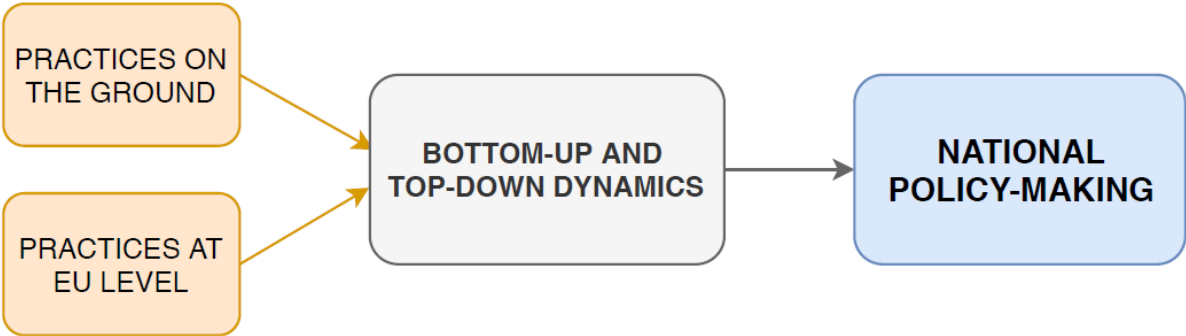 PRACTICES ON
THE GROUND
PRACTICES AT
EU LEVEL
BOTTOM-UP AND
TOP-DOWN DYNAMICS
NATIONAL
POLICY-MAKING